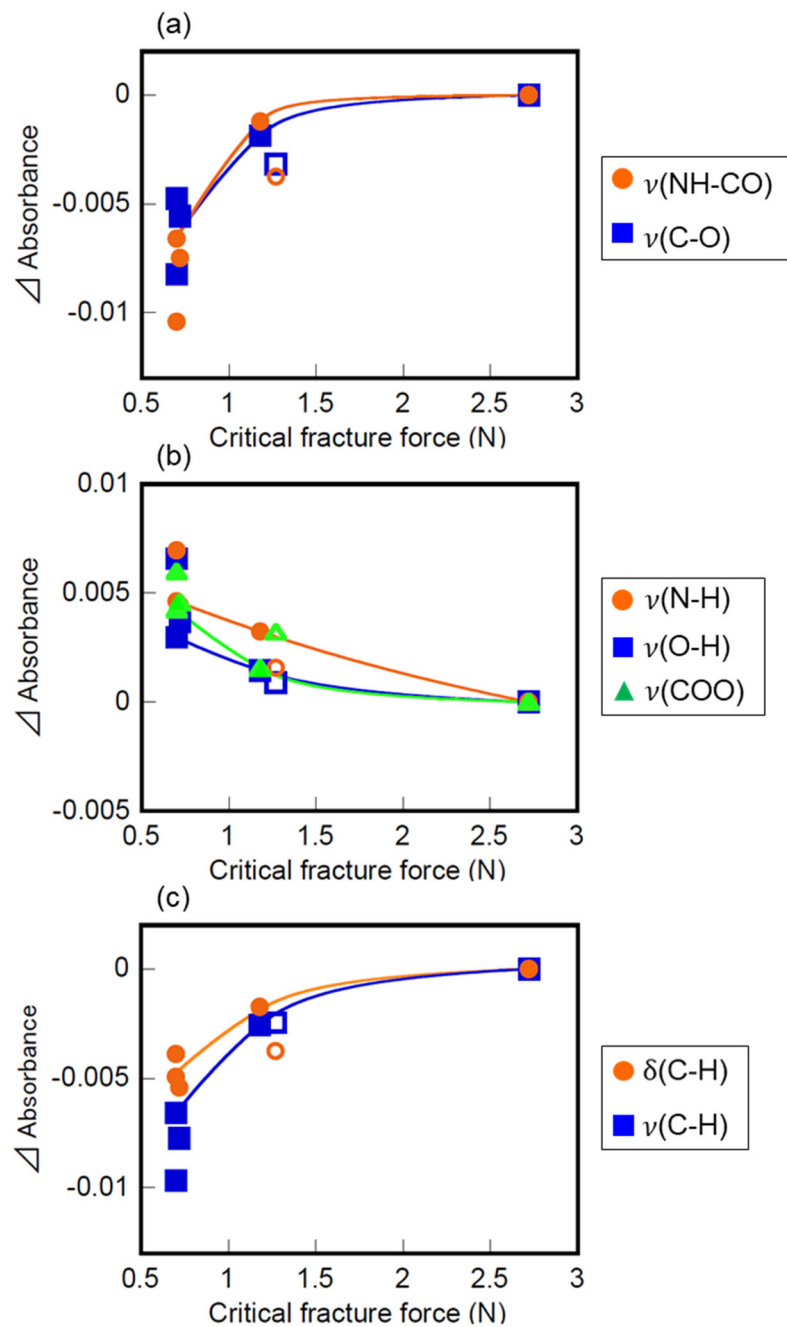 (a)
0
-0.005
-0.01
⊿ Absorbance
0.5 1 1.5 2 2.5 3
Critical fracture force (N)
ν(NH-CO)
ν(C-O)
(b)
0.01
0.005
0
-0.005
⊿ Absorbance
0.5 1 1.5 2 2.5 3
Critical fracture force (N)
ν(N-H)
ν(O-H)
ν(COO)
(c)
0
-0.005
-0.01
⊿ Absorbance
0.5 1 1.5 2 2.5 3
Critical fracture force (N)
δ(C-H)
ν(C-H)